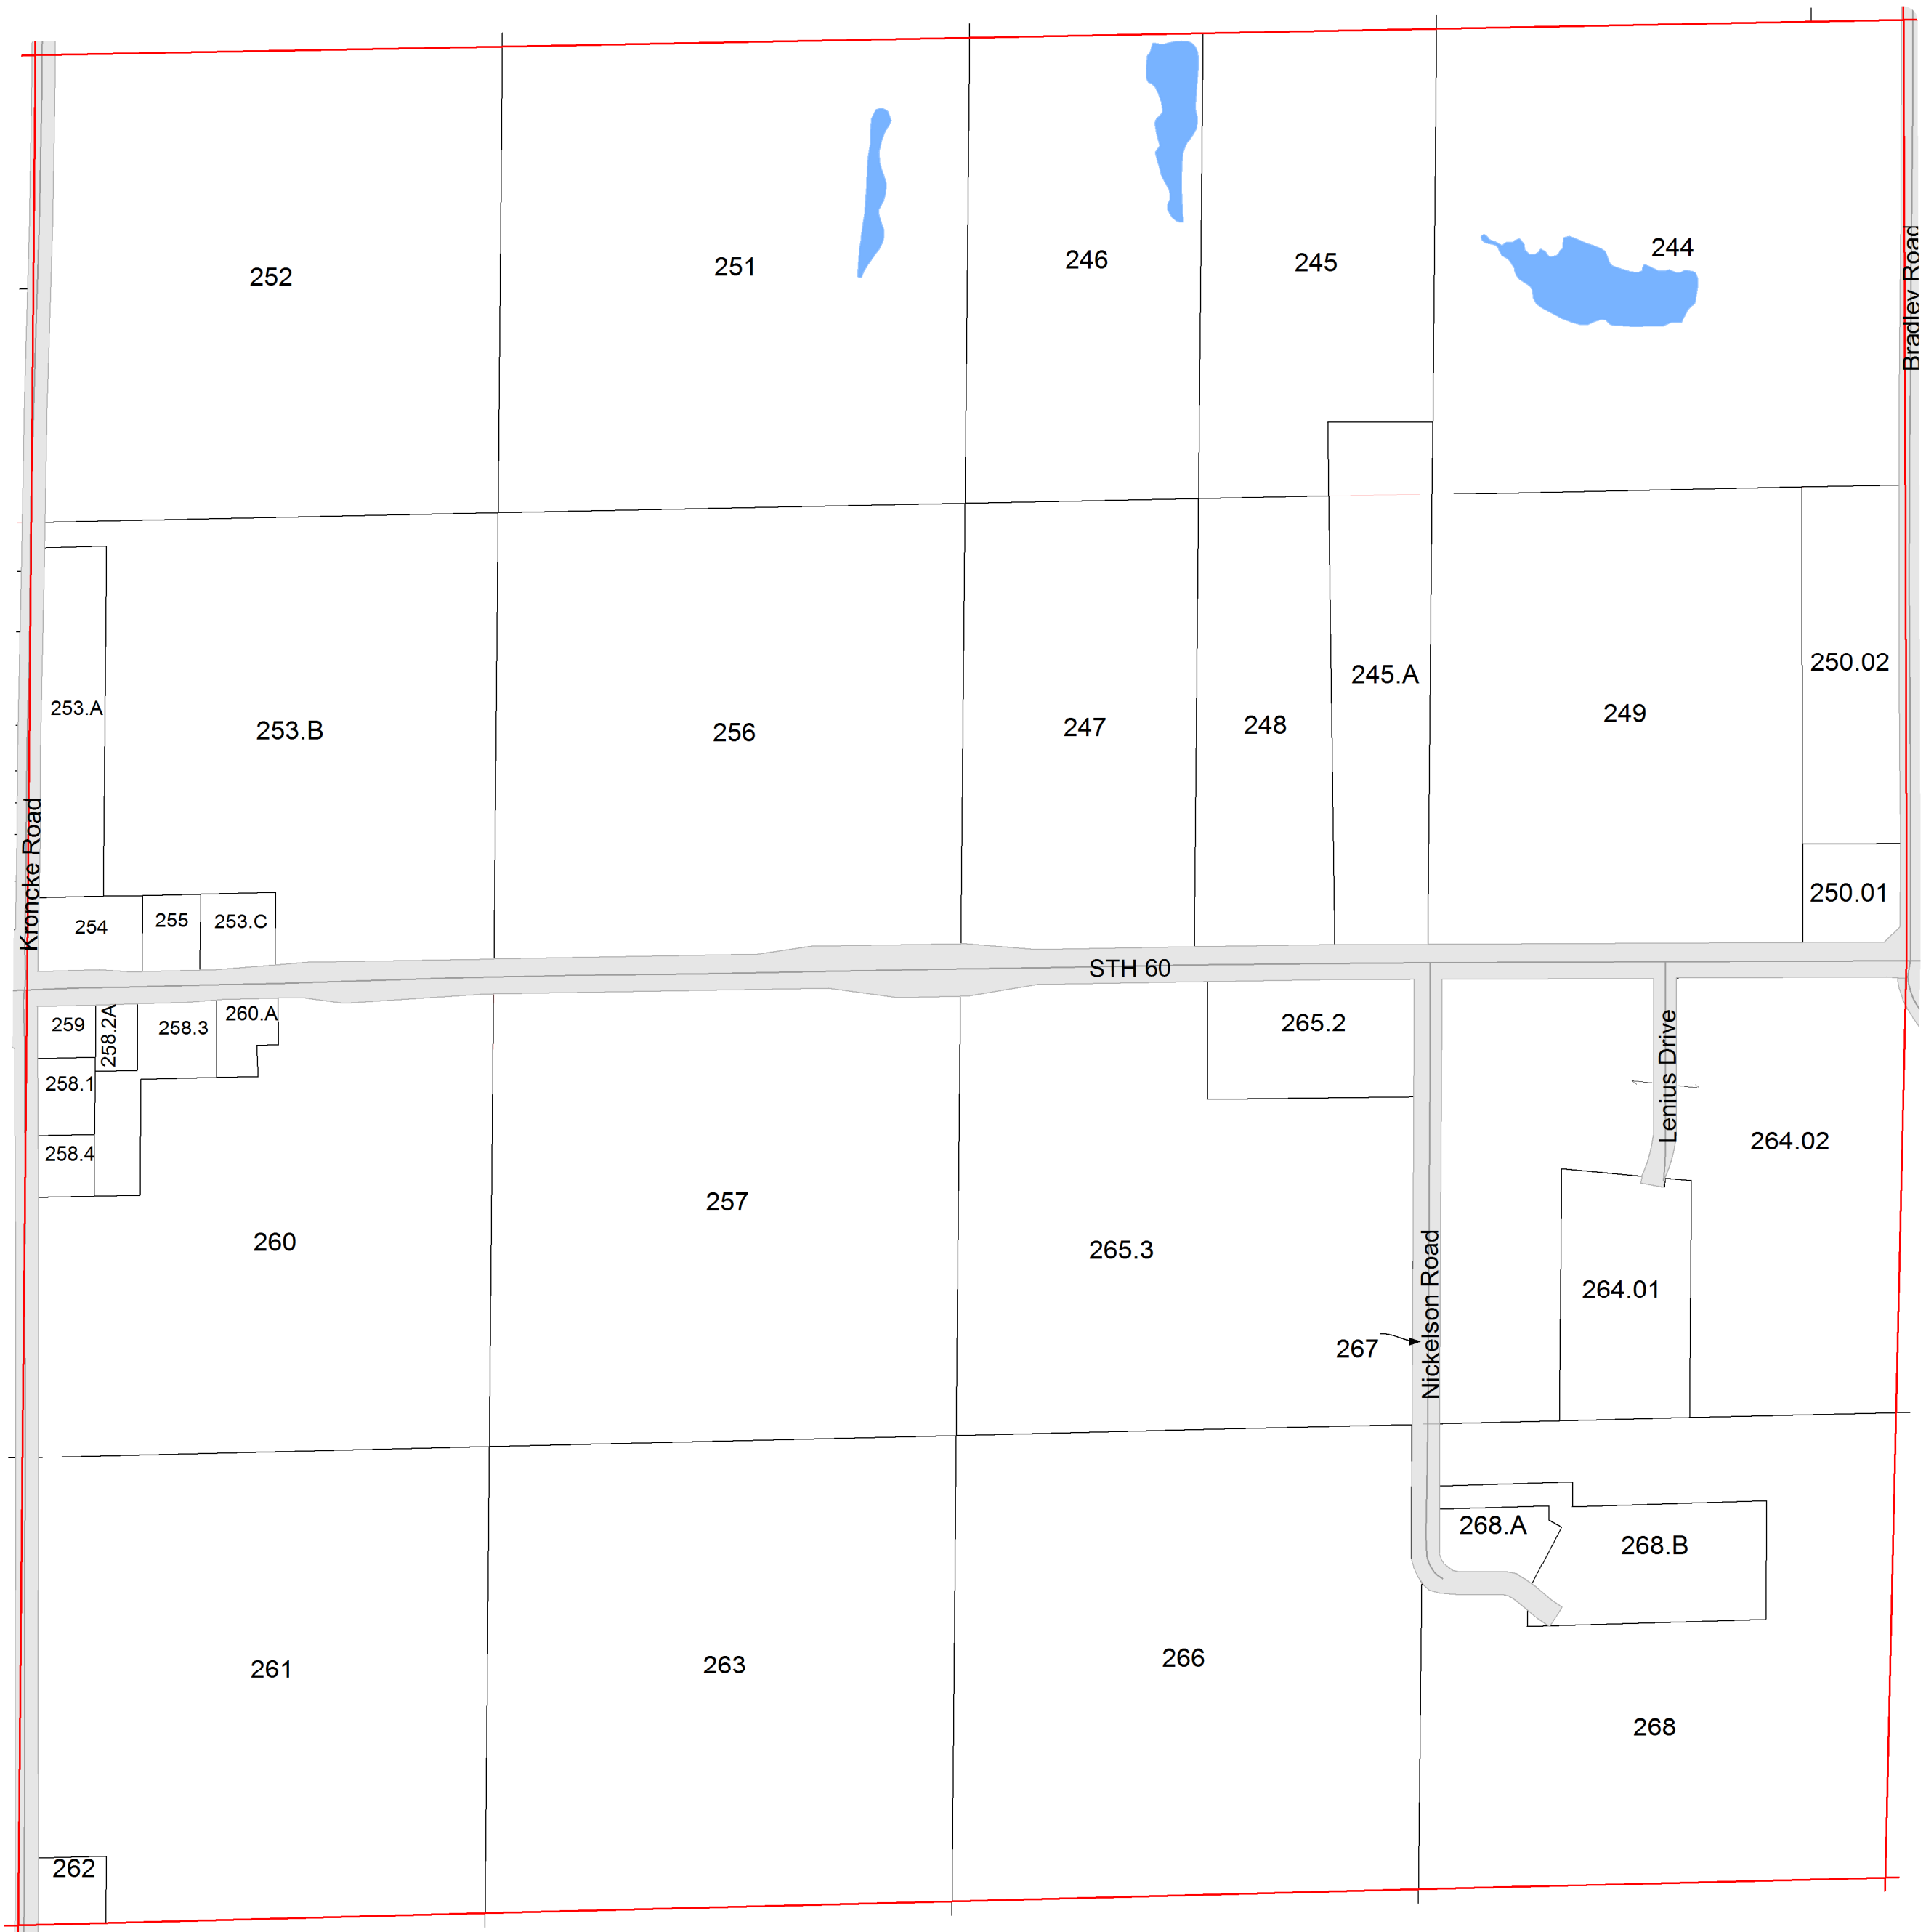 244
252
251
246
245
Bradley Road
250.02
245.A
253.A
249
253.B
256
247
248
Kroncke Road
250.01
254
255
253.C
STH 60
259
258.2A
258.3
260.A
265.2
258.1
258.4
Lenius Drive
264.02
257
260
265.3
264.01
Nickelson Road
267
268.A
268.B
261
263
266
268
262